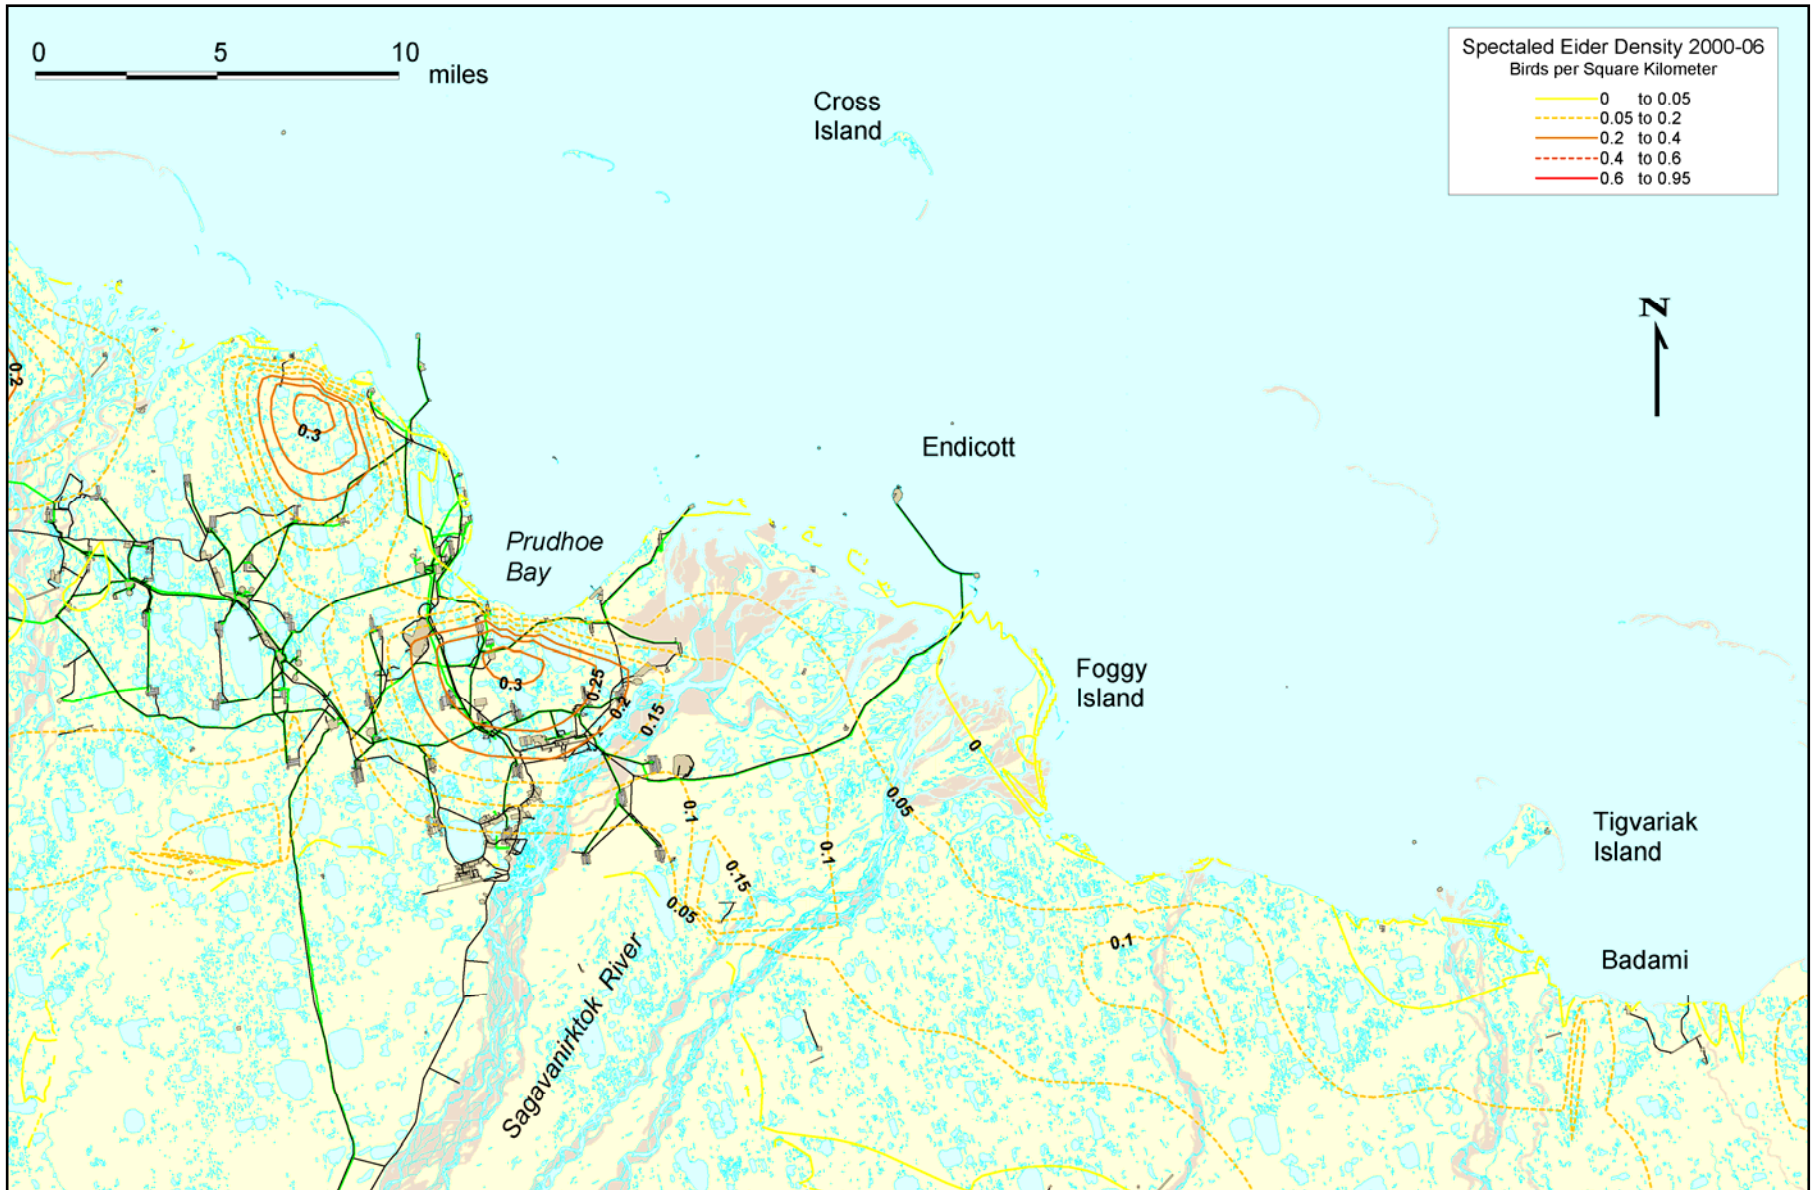 0 5 10
miles
Spectaled Eider Density 2000-06
Birds per Square Kilometer
0 to 0.05
0.05 to 0.2
0.2 to 0.4
0.4 to 0.6
0.6 to 0.95
Cross
Island
N
0.2
0.3
Endicott
Prudhoe
Bay
Foggy
Island
0.3
0.25
0.2
0.15
0
0.1
0.05
0.1
0.15
0.05
Tigvariak
Island
0.1
Badami
Sagavanirktok River